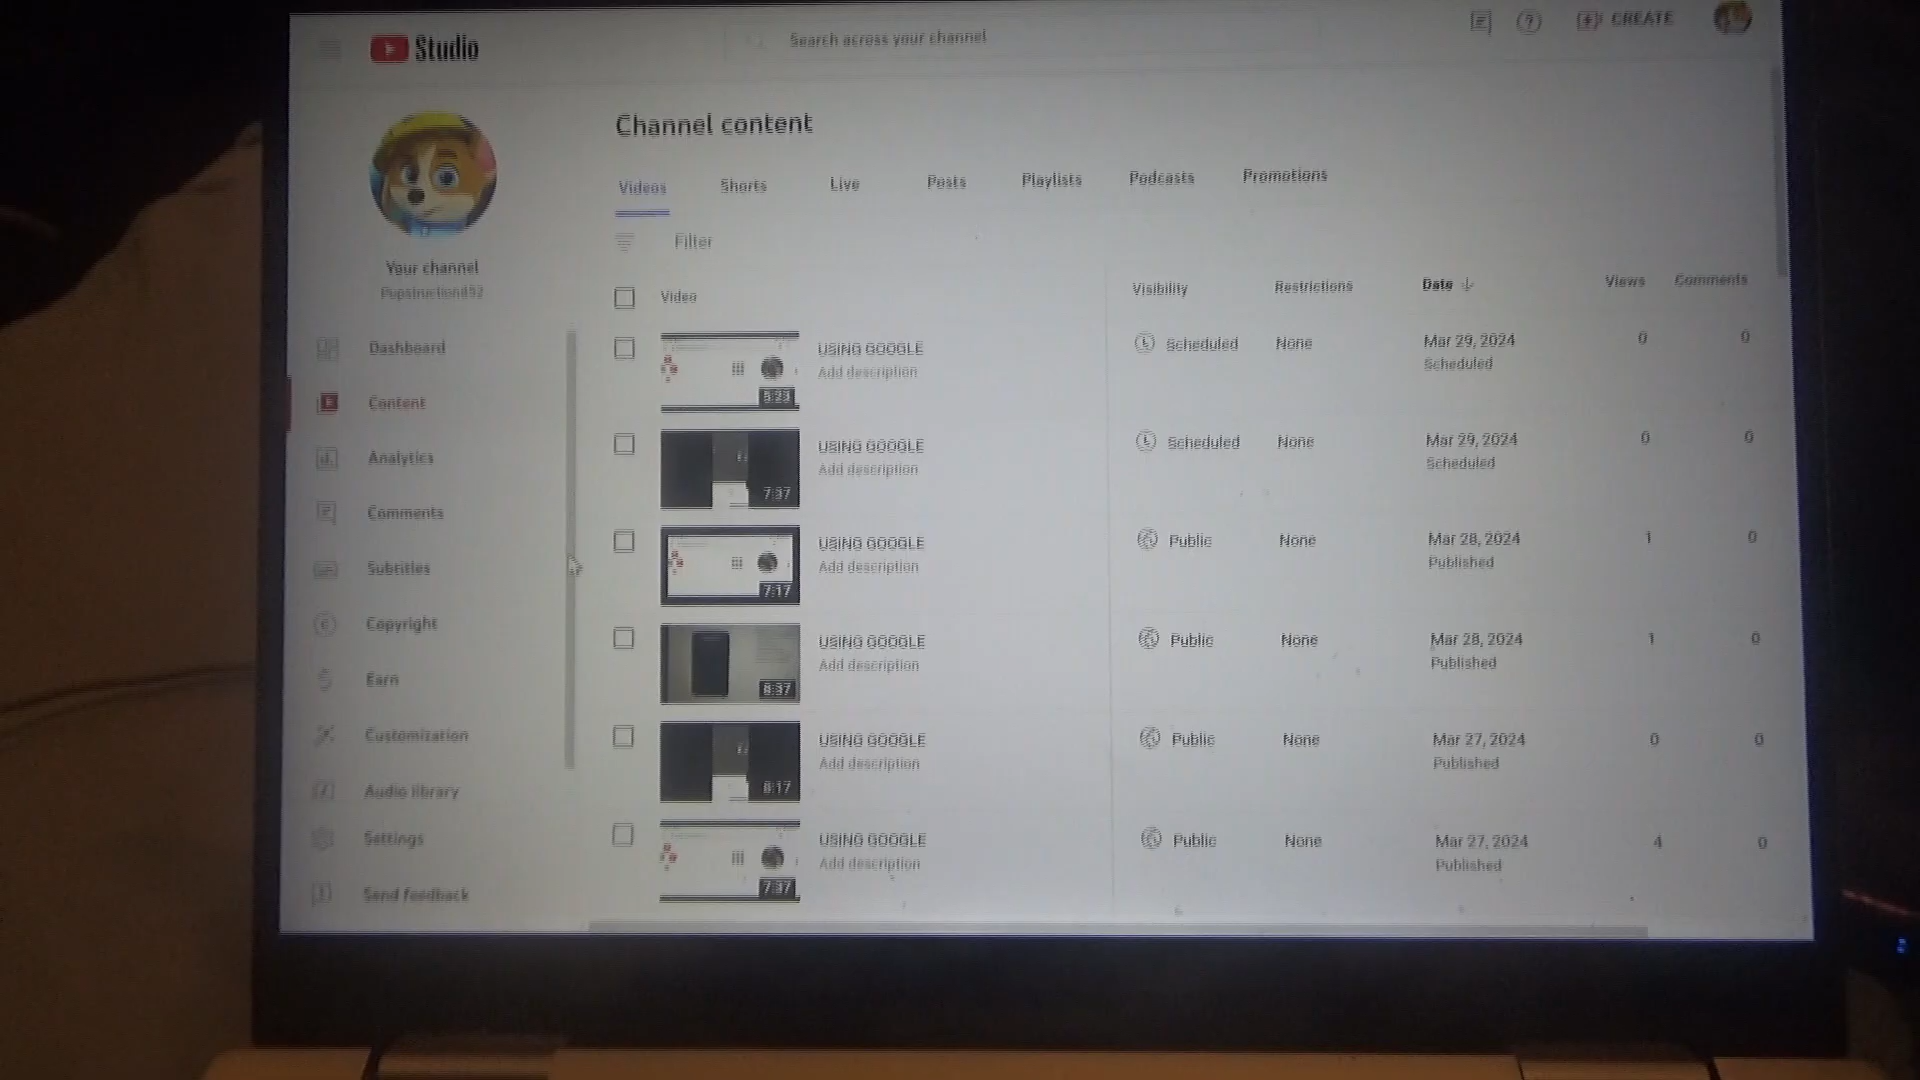 Studio
Search across your channel
CREATE
Channel content
Videos Shorts Live Posts Playlists Podcasts Promotions
Filter
Your channel
Video Visibility Restrictions Date Views Comments
Dashboard
Content
Analytics
Comments
Subtitles
Copyright
Earn
Customization
Audio library
Settings
Send feedback
USING GOOGLE Scheduled None Mar 29, 2024 0 0
Add description Scheduled
5:23
USING GOOGLE Scheduled None Mar 29, 2024 0 0
Add description Scheduled
7:37
USING GOOGLE Public None Mar 28, 2024 1 0
Add description Published
7:17
USING GOOGLE Public None Mar 28, 2024 1 0
Add description Published
8:37
USING GOOGLE Public None Mar 27, 2024 0 0
Add description Published
8:17
USING GOOGLE Public None Mar 27, 2024 4 0
Add description Published
7:37